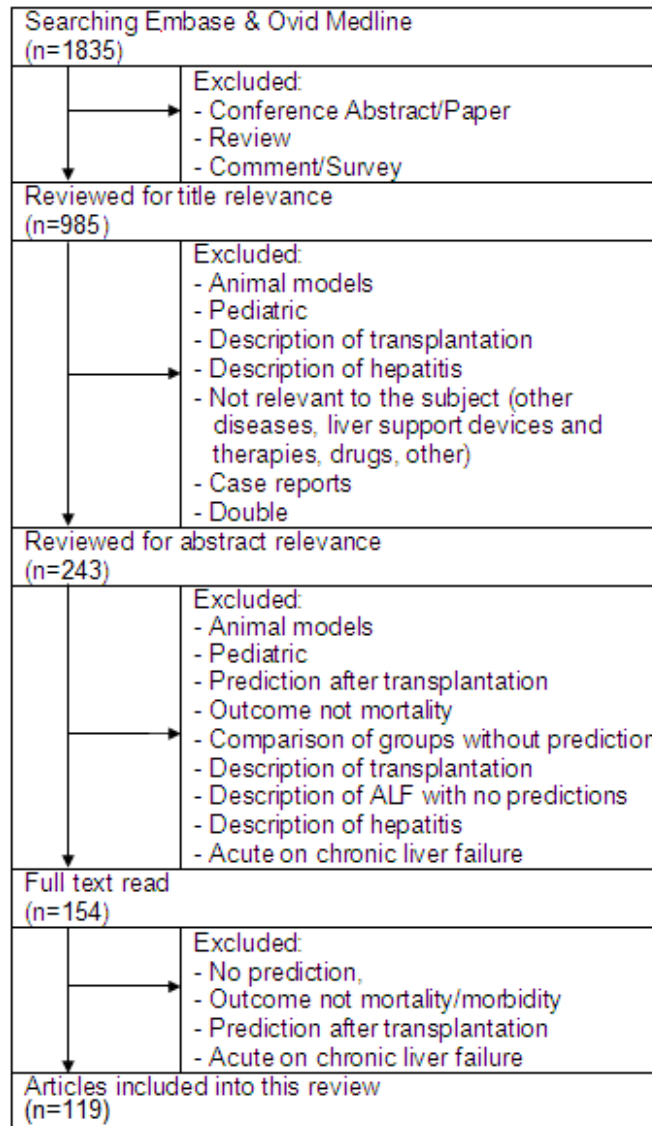 Searching Embase & Ovid Medline
(n=1835)
Excluded:
- Conference Abstract/Paper
- Review
- Comment/Survey
Reviewed for title relevance
(n=985)
Excluded:
- Animal models
- Pediatric
- Description of transplantation
- Description of hepatitis
- Not relevant to the subject (other
diseases, liver support devices and
therapies, drugs, other)
- Case reports
- Double
Reviewed for abstract relevance
(n=243)
Excluded:
- Animal models
- Pediatric
- Prediction after transplantation
- Outcome not mortality
- Comparison of groups without prediction
- Description of transplantation
- Description of ALF with no predictions
- Description of hepatitis
- Acute on chronic liver failure
Full text read
(n=154)
Excluded:
- No prediction,
- Outcome not mortality/morbidity
- Prediction after transplantation
- Acute on chronic liver failure
Articles included into this review
(n=119)